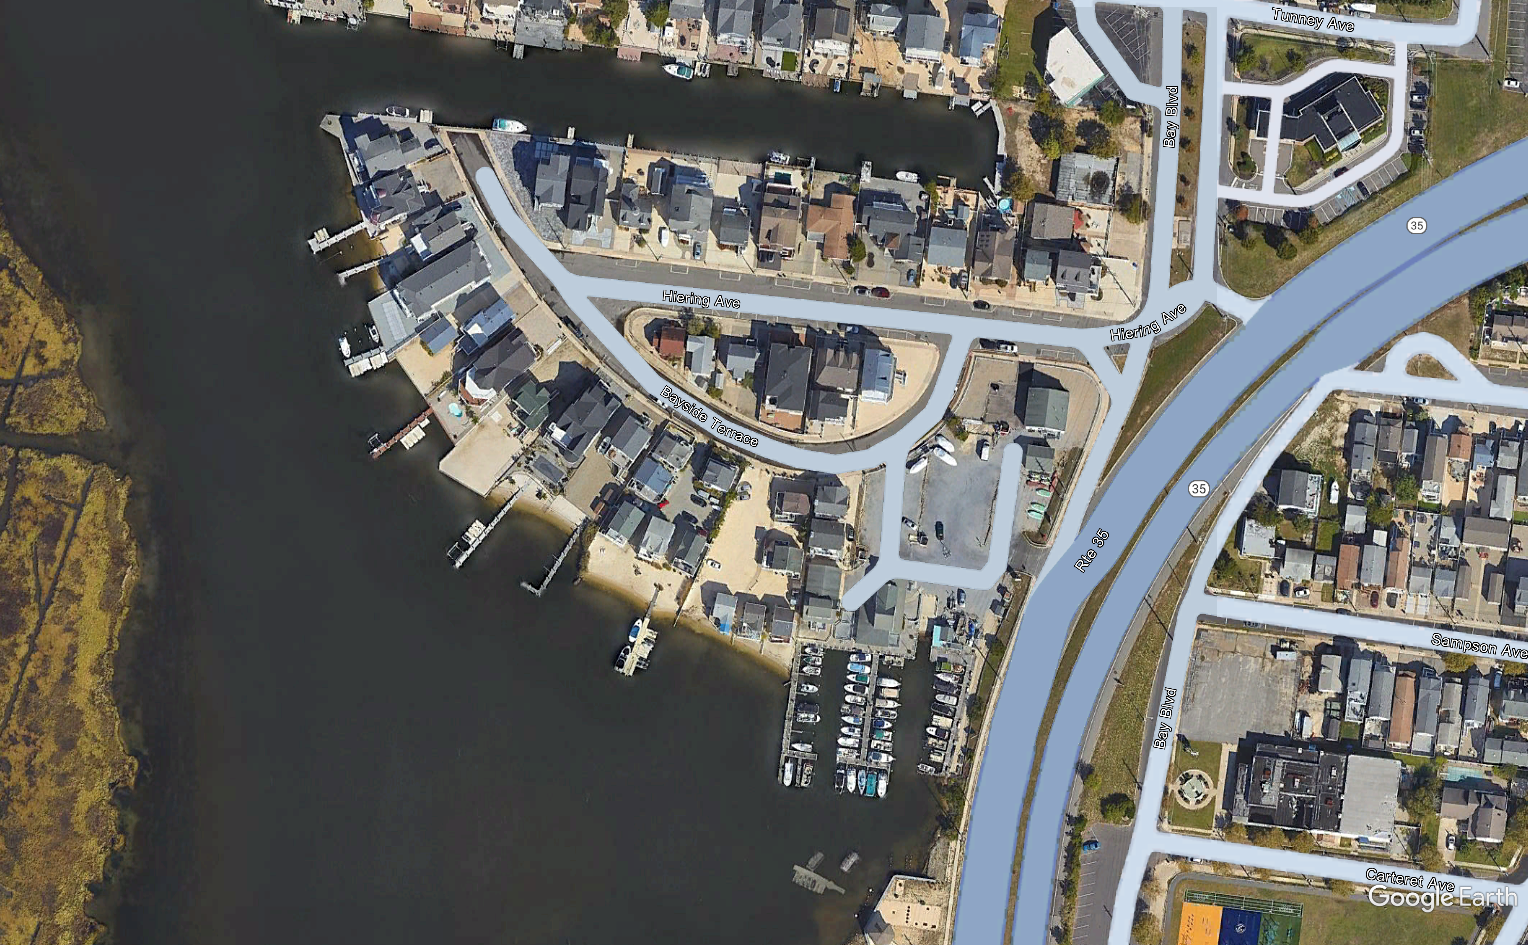 Tunney Ave
Bay Blvd
35
Hiering Ave
Hiering Ave
Bayside Terrace
35
Rte 35
Sampson Ave
Bay Blvd
Carteret Ave
Google Earth